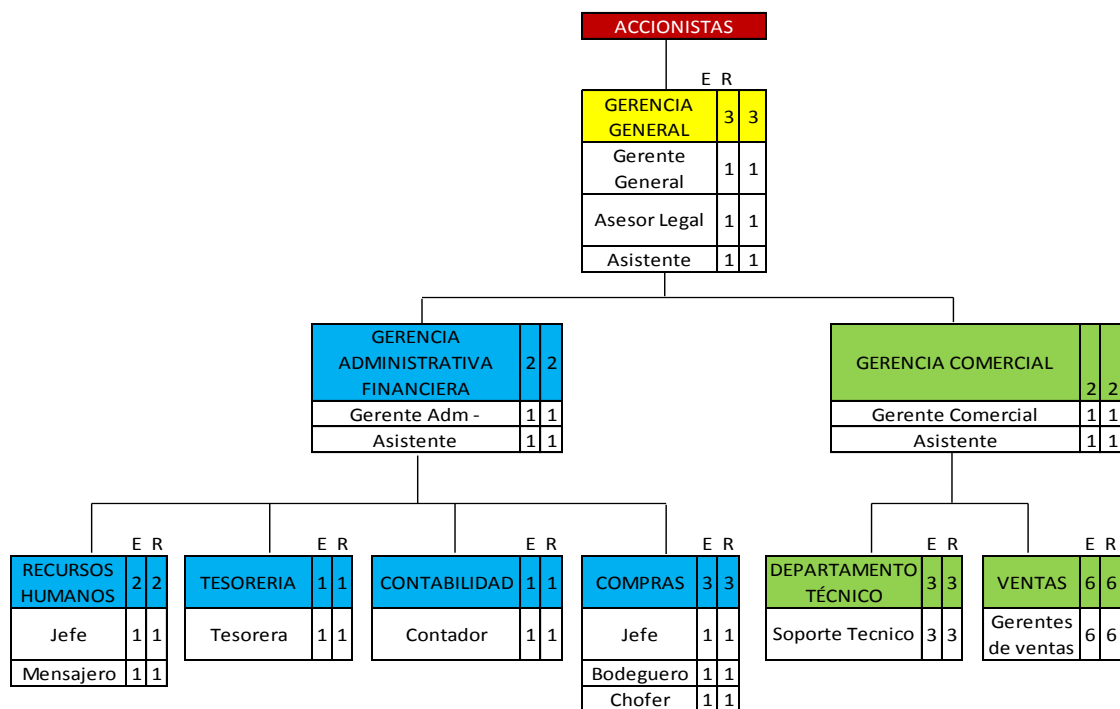 ACCIONISTAS
E R
GERENCIA
GENERAL 3 3
Gerente
General 1 1
Asesor Legal 1 1
Asistente 1 1
GERENCIA
ADMINISTRATIVA
FINANCIERA 2 2
Gerente Adm - 1 1
Asistente 1 1
GERENCIA COMERCIAL 2 2
Gerente Comercial 1 1
Asistente 1 1
E R
RECURSOS
HUMANOS 2 2
Jefe 1 1
Mensajero 1 1
E R
TESORERIA 1 1
Tesorera 1 1
E R
CONTABILIDAD 1 1
Contador 1 1
E R
COMPRAS 3 3
Jefe 1 1
Bodeguero 1 1
Chofer 1 1
E R
DEPARTAMENTO
TÉCNICO 3 3
Soporte Tecnico 3 3
E R
VENTAS 6 6
Gerentes
de ventas 6 6